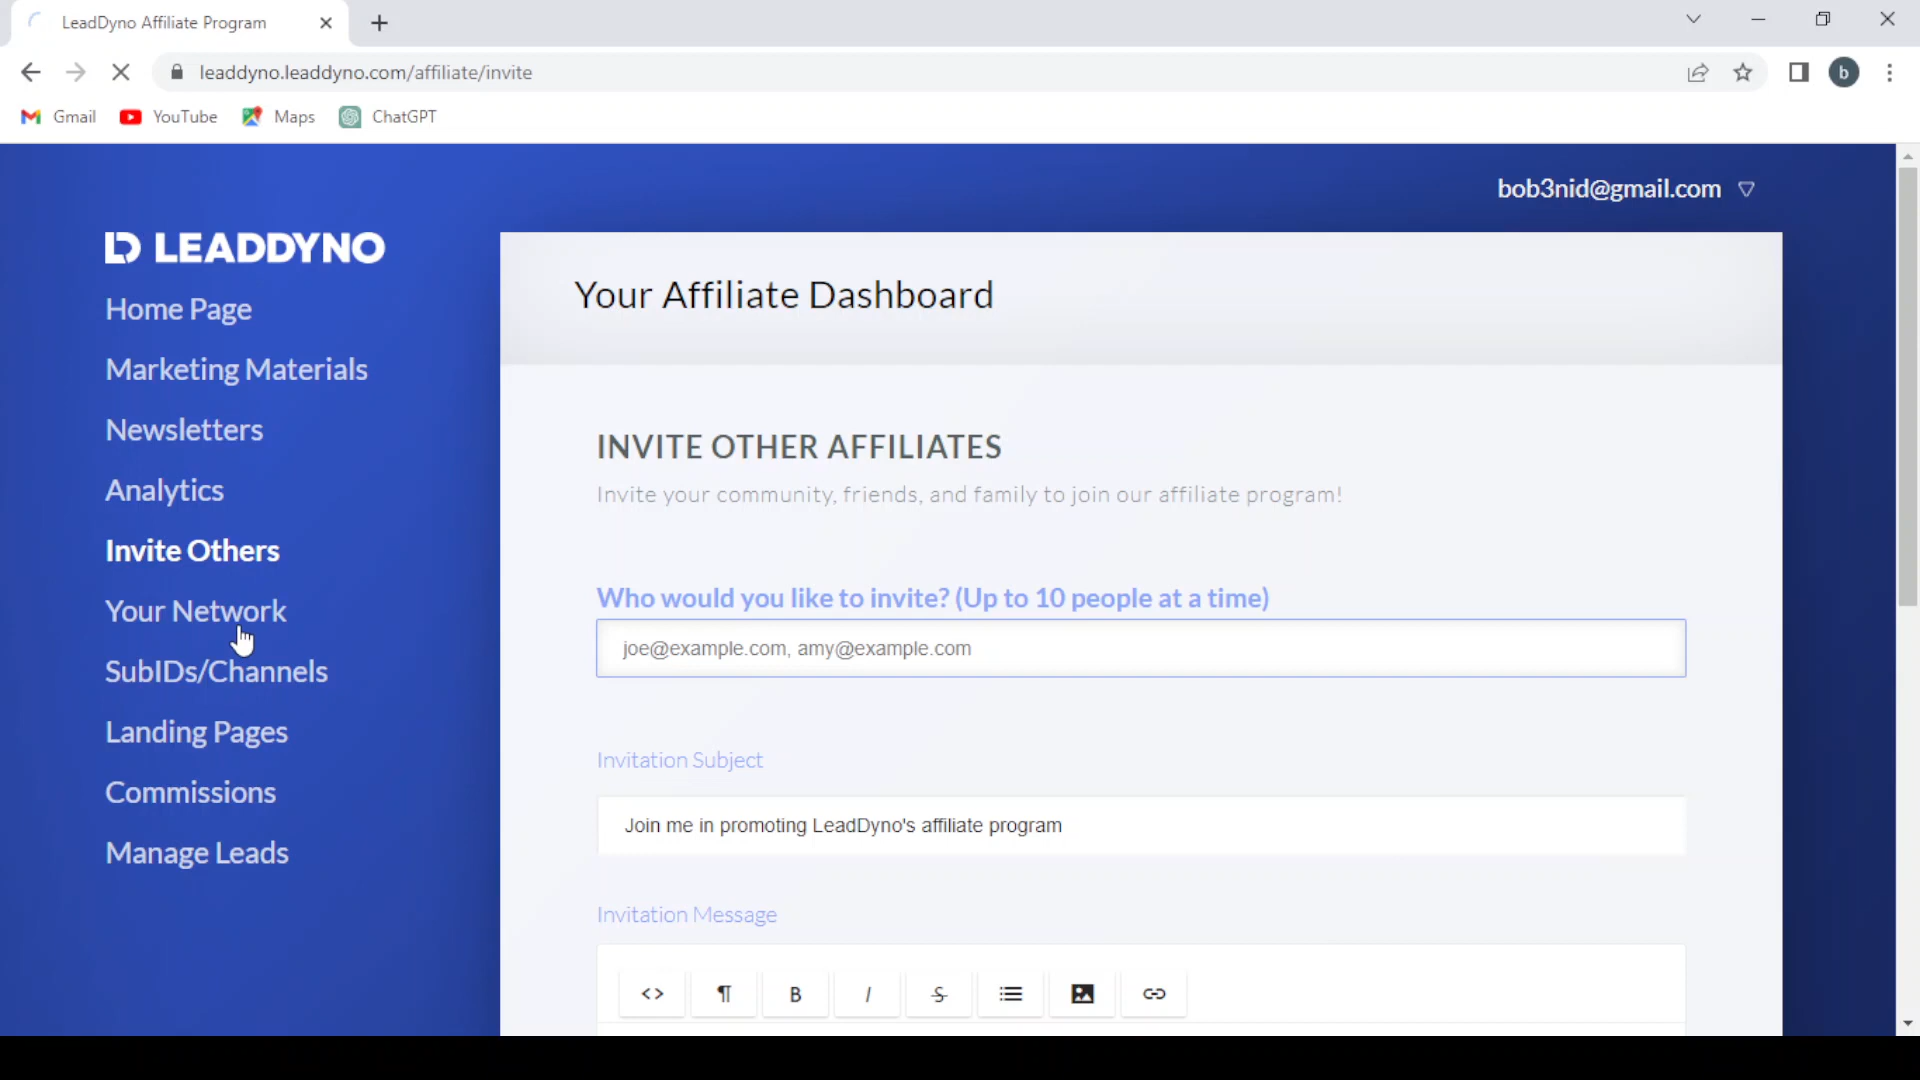 LeadDyno Affiliate Program
leaddyno.leaddyno.com/affiliate/invite
b
Gmail
YouTube
Maps
ChatGPT
bob3nid@gmail.com
LEADDYNO
Home Page
Marketing Materials
Newsletters
Analytics
Invite Others
Your Network
SubIDs/Channels
Landing Pages
Commissions
Manage Leads
Your Affiliate Dashboard
INVITE OTHER AFFILIATES
Invite your community, friends, and family to join our affiliate program!
Who would you like to invite? (Up to 10 people at a time)
joe@example.com, amy@example.com
Invitation Subject
Join me in promoting LeadDyno's affiliate program
Invitation Message
<> ¶ B I S